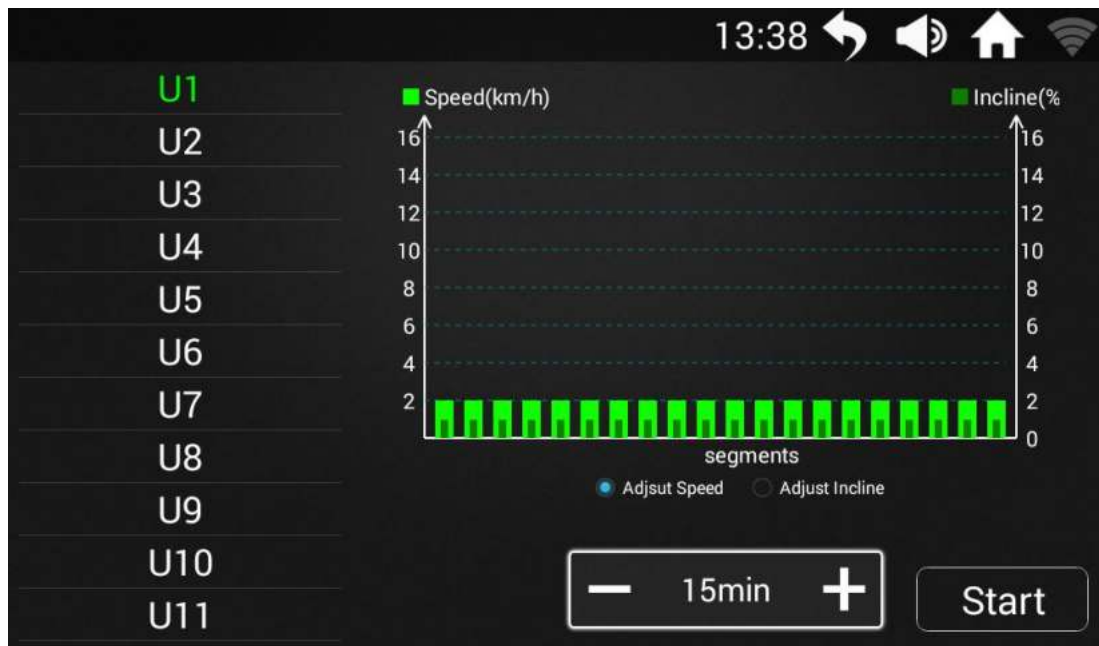 13:38
U1
U2
U3
U4
U5
U6
U7
U8
U9
U10
U11
Speed(km/h)
Incline(%
16
14
12
10
8
6
4
2
16
14
12
10
8
6
4
2
0
segments
Adjsut Speed
Adjust Incline
15min
Start